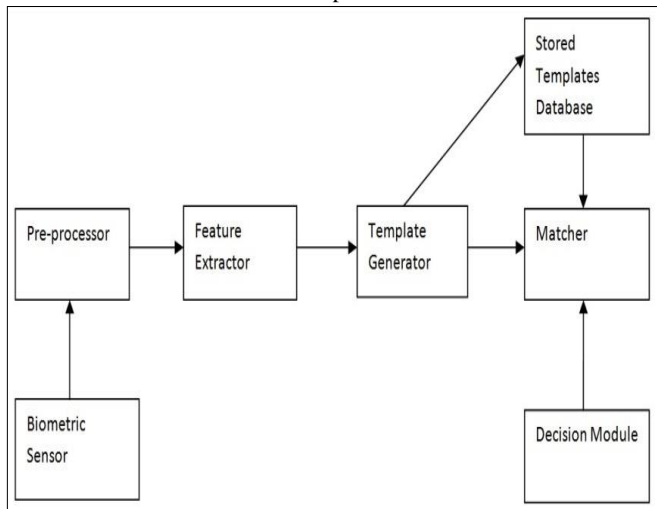 Stored
Templates
Database
Pre-processor
Feature
Extractor
Template
Generator
Matcher
Biometric
Sensor
Decision Module